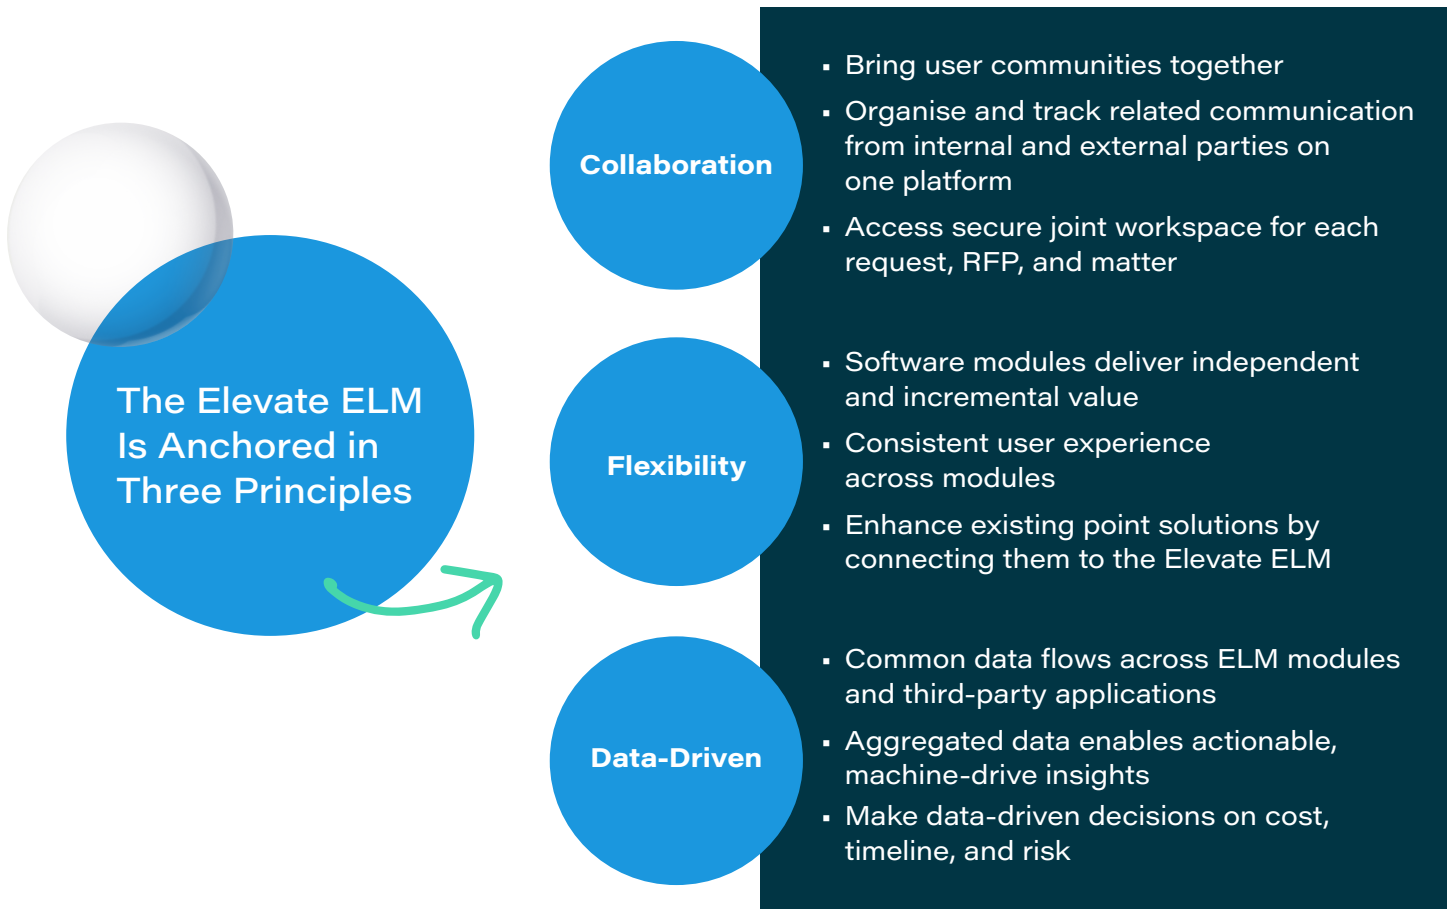 The Elevate ELM
Is Anchored in
Three Principles
Collaboration
▪ Bring user communities together
▪ Organise and track related communication
from internal and external parties on
one platform
▪ Access secure joint workspace for each
request, RFP, and matter
Flexibility
▪ Software modules deliver independent
and incremental value
▪ Consistent user experience
across modules
▪ Enhance existing point solutions by
connecting them to the Elevate ELM
Data-Driven
▪ Common data flows across ELM modules
and third-party applications
▪ Aggregated data enables actionable,
machine-drive insights
▪ Make data-driven decisions on cost,
timeline, and risk